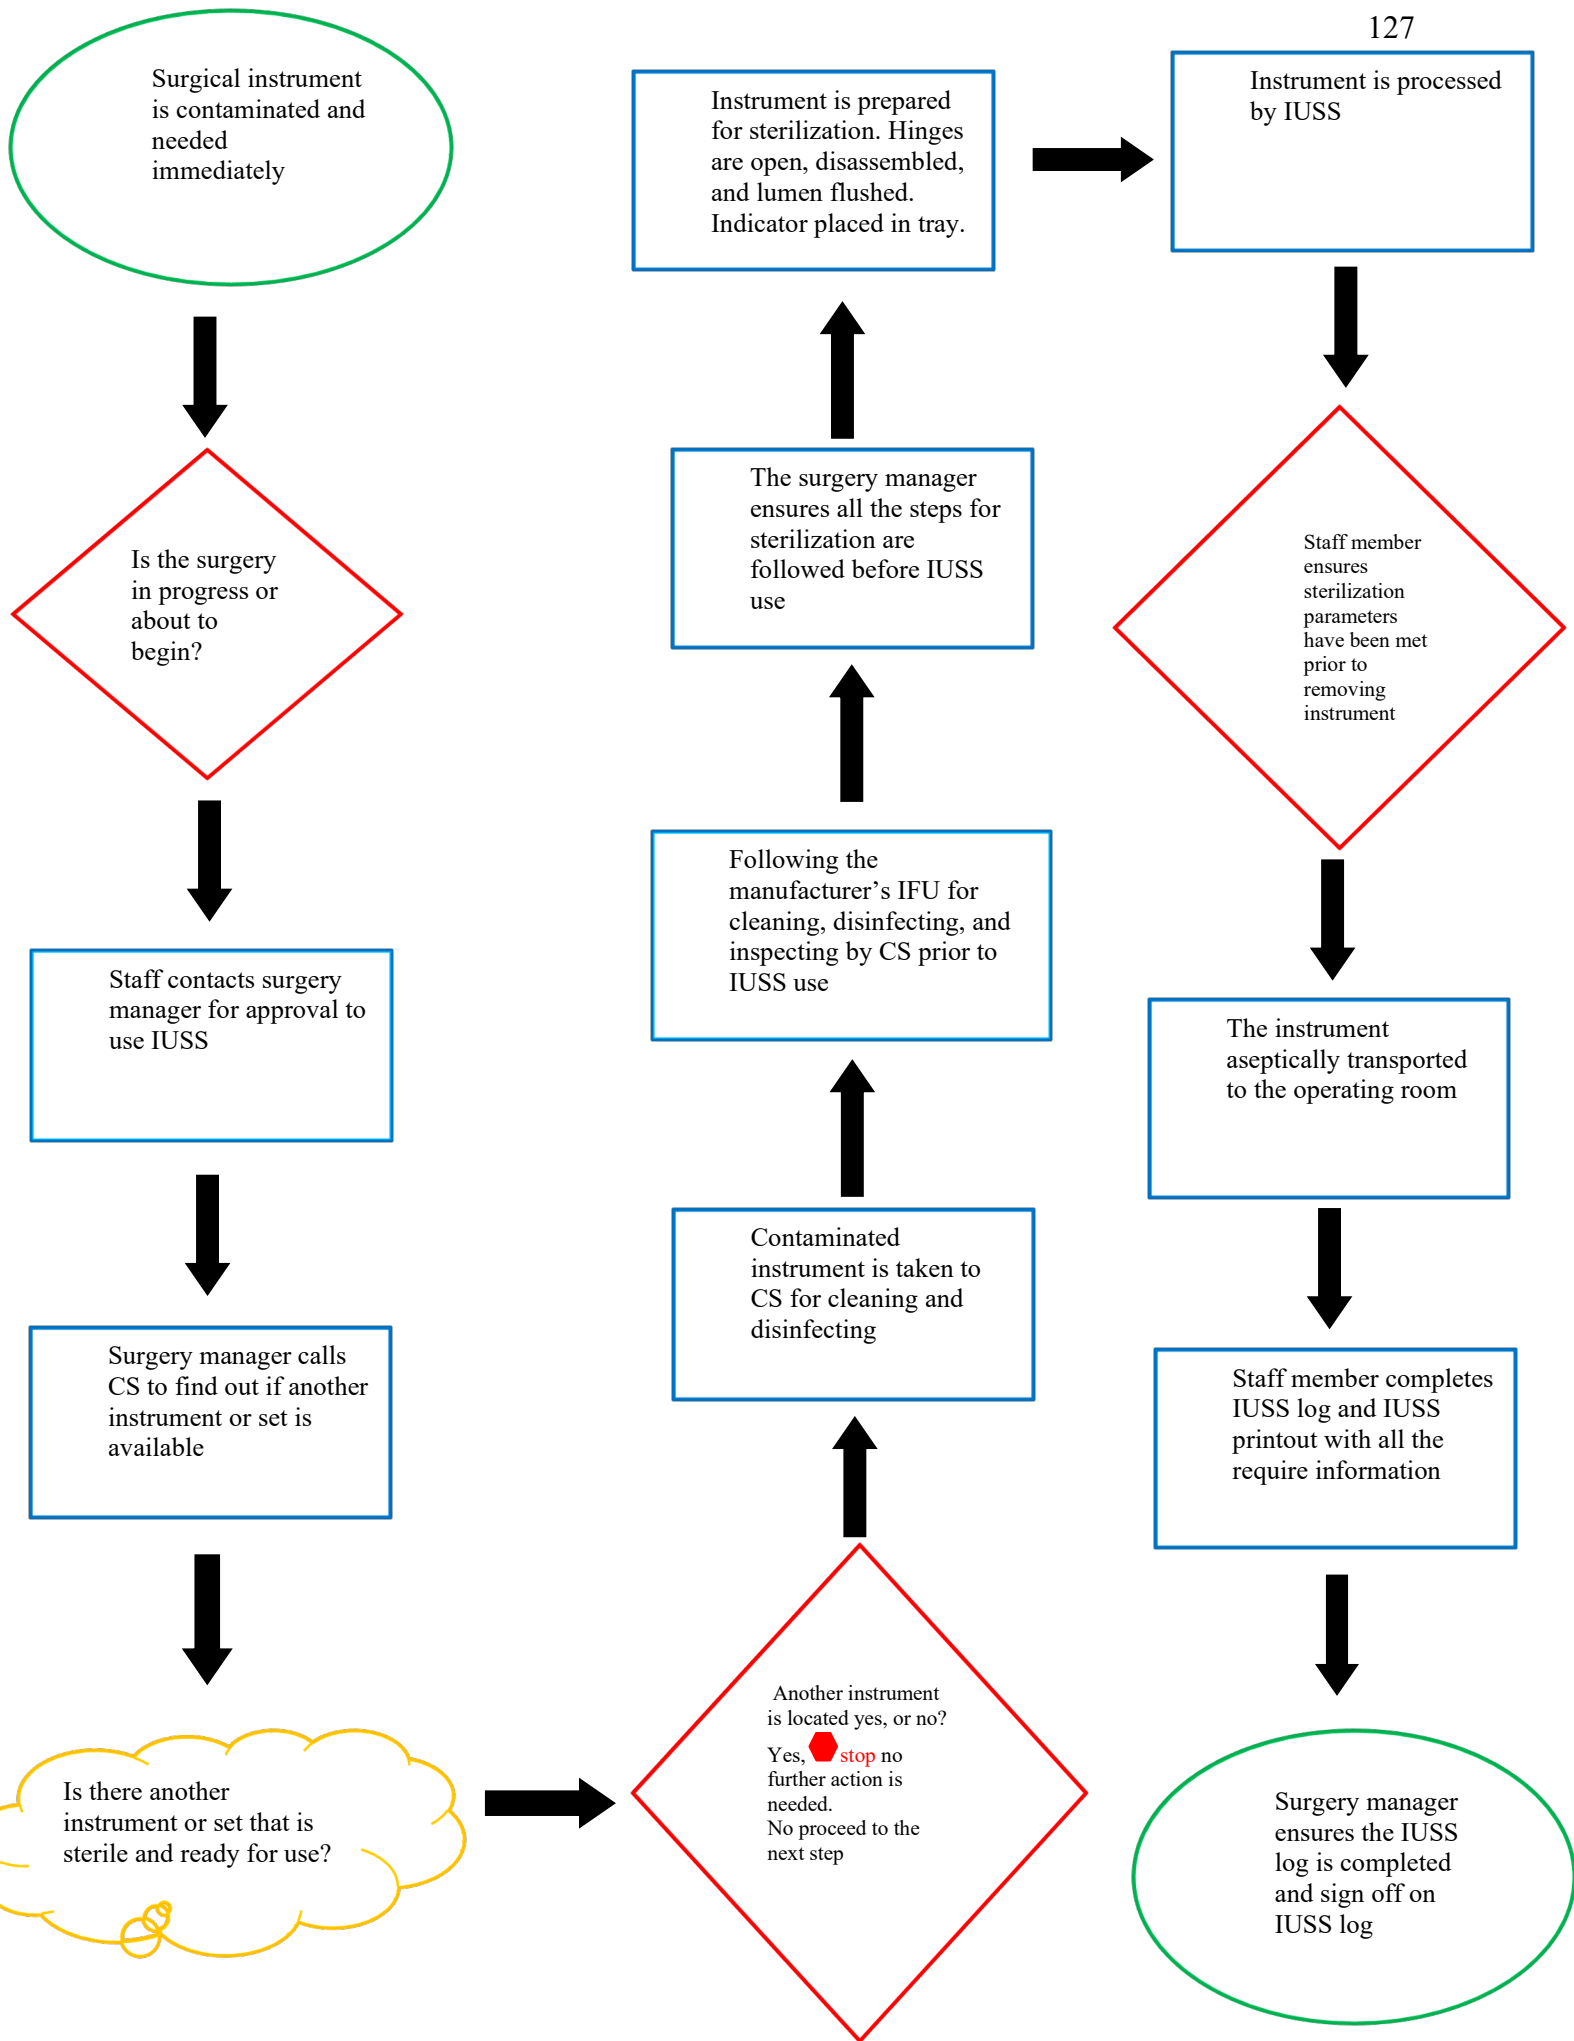 127
Surgical instrument
is contaminated and
needed
immediately
Is the surgery
in progress or
about to
begin?
Staff contacts surgery
manager for approval to
use IUSS
Surgery manager calls
CS to find out if another
instrument or set is
available
Is there another
instrument or set that is
sterile and ready for use?
Another instrument
is located yes, or no?
Yes, stop no
further action is
needed.
No proceed to the
next step
Contaminated
instrument is taken to
CS for cleaning and
disinfecting
Following the
manufacturer’s IFU for
cleaning, disinfecting, and
inspecting by CS prior to
IUSS use
The surgery manager
ensures all the steps for
sterilization are
followed before IUSS
use
Instrument is prepared
for sterilization. Hinges
are open, disassembled,
and lumen flushed.
Indicator placed in tray.
Instrument is processed
by IUSS
Staff member
ensures
sterilization
parameters
have been met
prior to
removing
instrument
The instrument
aseptically transported
to the operating room
Staff member completes
IUSS log and IUSS
printout with all the
require information
Surgery manager
ensures the IUSS
log is completed
and sign off on
IUSS log